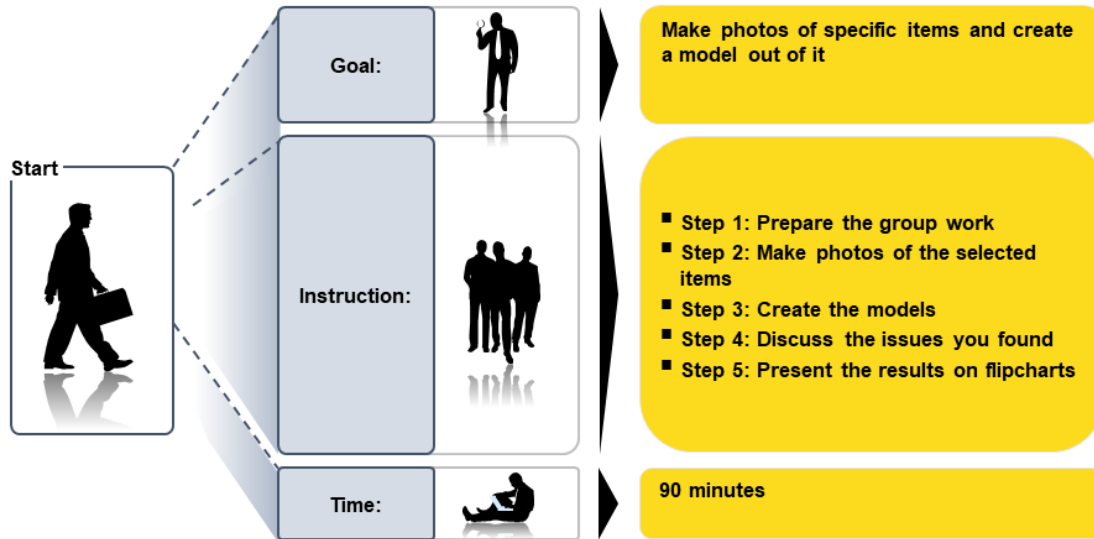 Start
Goal:
Make photos of specific items and create
a model out of it
Instruction:
▪ Step 1: Prepare the group work
▪ Step 2: Make photos of the selected
items
▪ Step 3: Create the models
▪ Step 4: Discuss the issues you found
▪ Step 5: Present the results on flipcharts
Time:
90 minutes